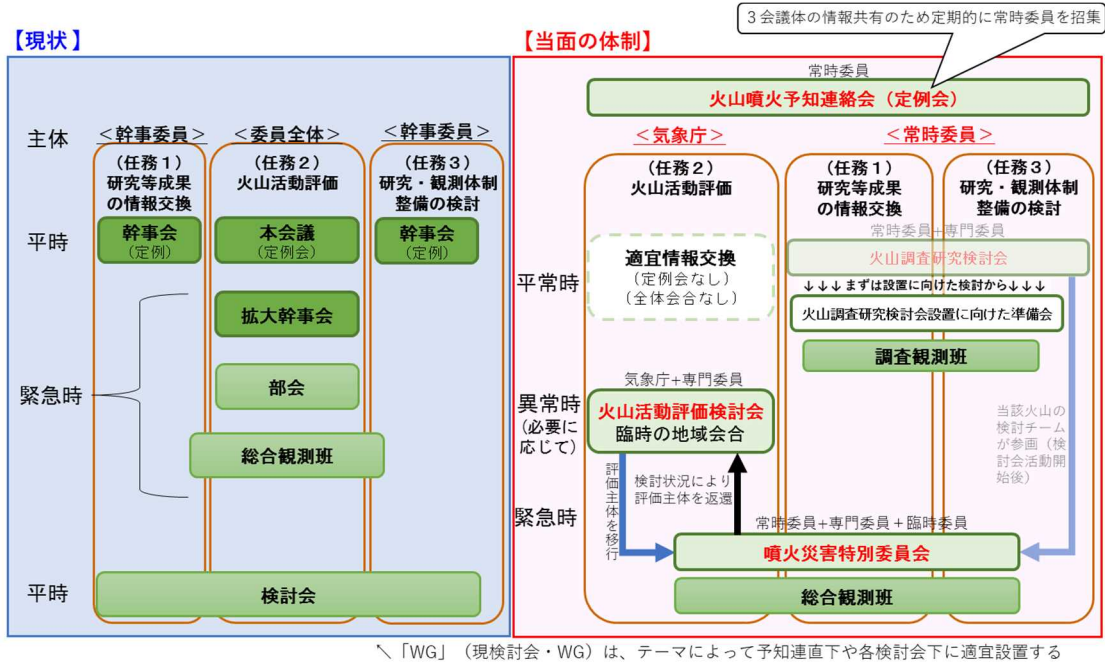 ３会議体の情報共有のため定期的に常時委員を招集
【現状】
主体
＜幹事委員＞
＜委員全体＞
＜幹事委員＞
（任務１）
研究等成果
の情報交換
（任務２）
火山活動評価
（任務３）
研究・観測体制
整備の検討
平時
幹事会
（定例）
本会議
（定例会）
幹事会
（定例）
緊急時
拡大幹事会
部会
総合観測班
平時
検討会
【当面の体制】
常時委員
火山噴火予知連絡会（定例会）
＜気象庁＞
＜常時委員＞
（任務２）
火山活動評価
（任務１）
研究等成果
の情報交換
（任務３）
研究・観測体制
整備の検討
平常時
適宜情報交換
（定例会なし）
（全体会合なし）
常時委員+専門委員
火山調査研究検討会
↓↓↓まずは設置に向けた検討から↓↓↓
火山調査研究検討会設置に向けた準備会
調査観測班
異常時
（必要に
応じて）
気象庁+専門委員
火山活動評価検討会
臨時の地域会合
当該火山の
検討チーム
が参画（検
討会活動開
始後）
緊急時
評価主体を移行
検討状況により
評価主体を返還
常時委員+専門委員＋臨時委員
噴火災害特別委員会
総合観測班
↖「WG」（現検討会・WG）は、テーマによって予知連直下や各検討会下に適宜設置する